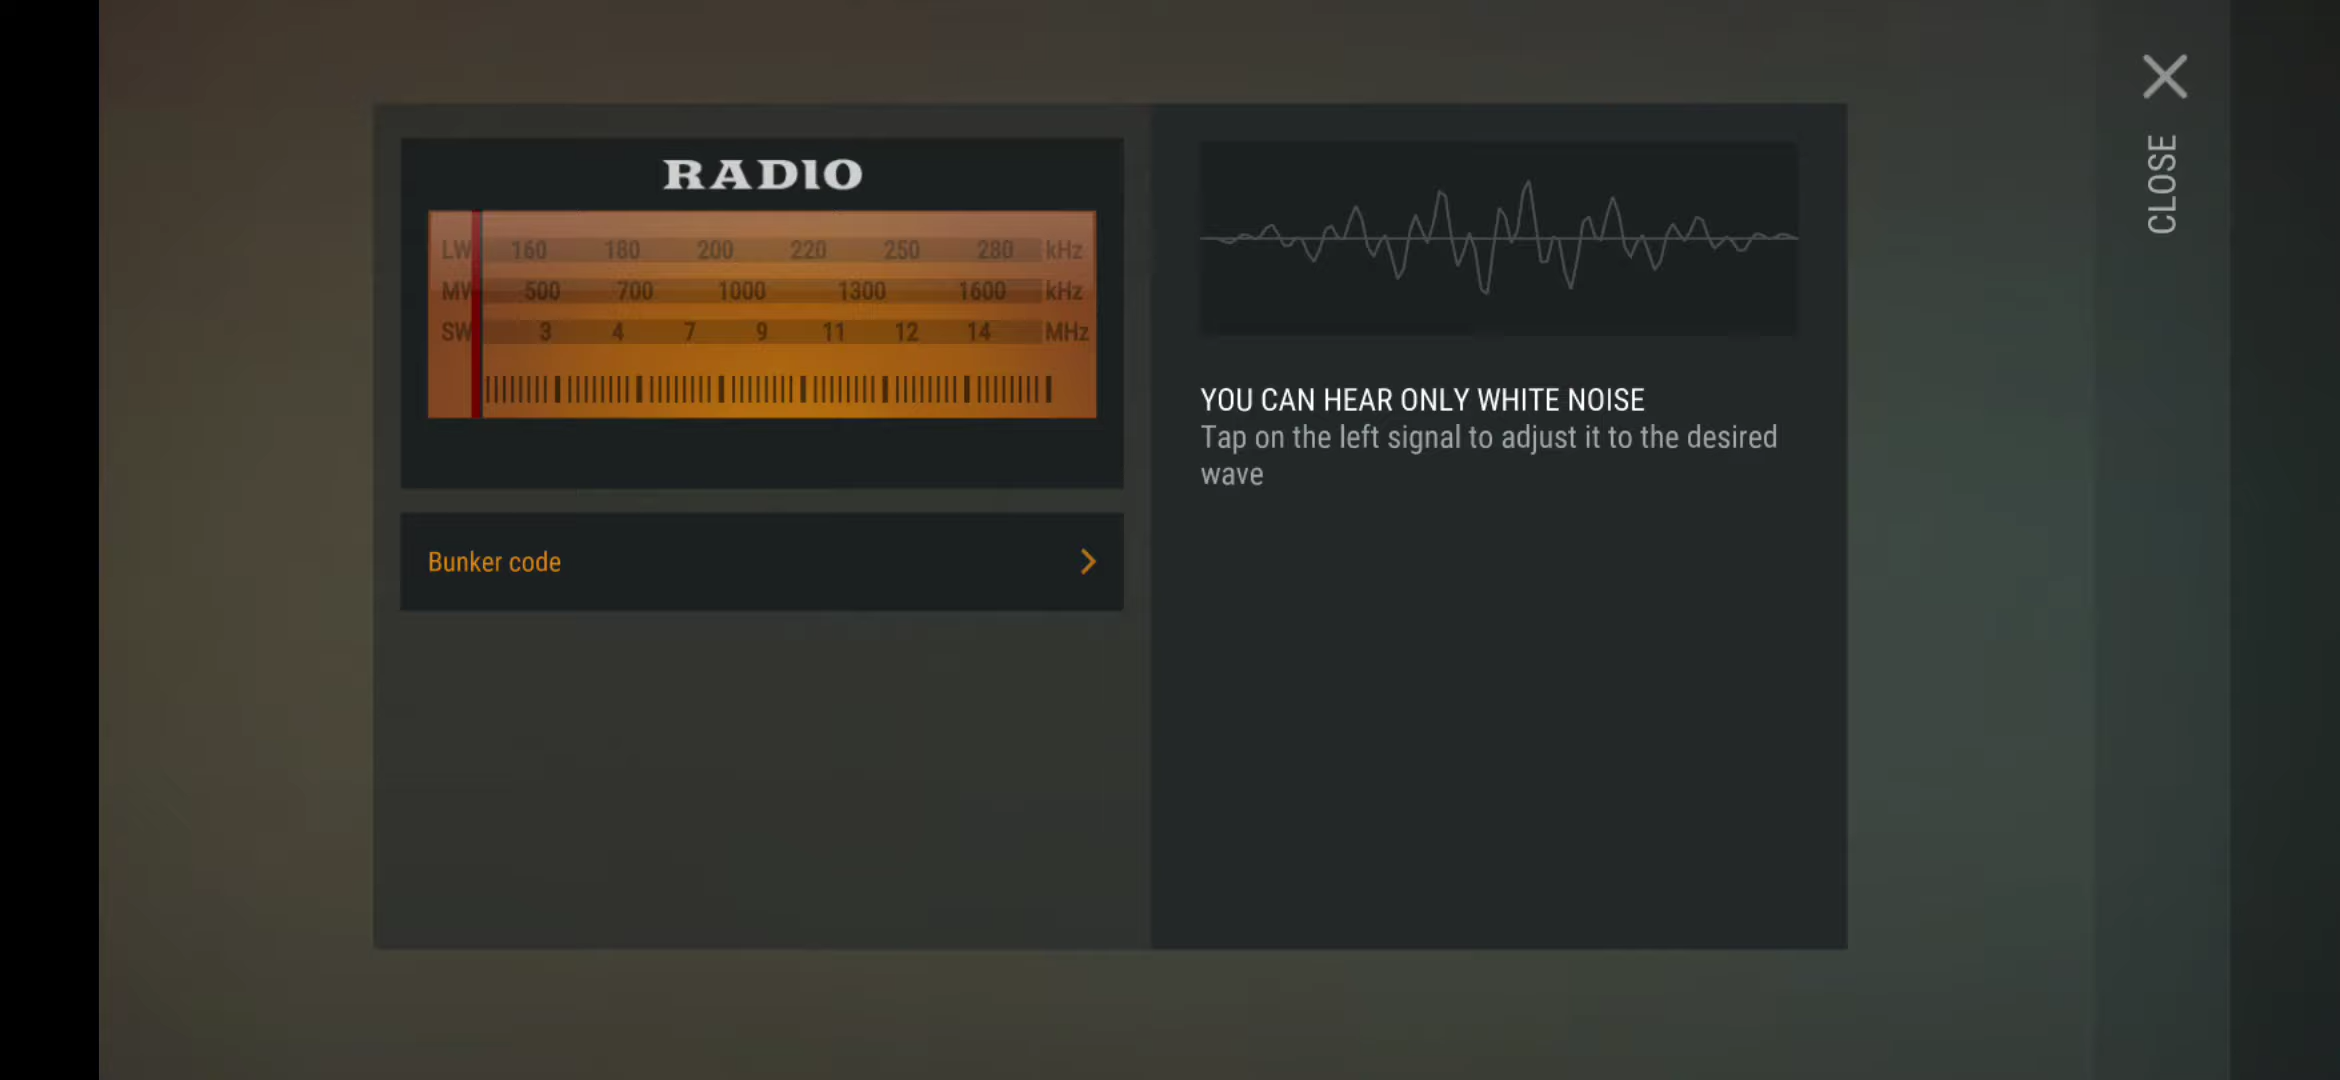 RADIO
LW 160 180 200 220 250 280 kHz
MW 500 700 1000 1300 1600 kHz
SW 3 4 7 9 11 12 14 MHz
Bunker code
YOU CAN HEAR ONLY WHITE NOISE
Tap on the left signal to adjust it to the desired
wave
CLOSE